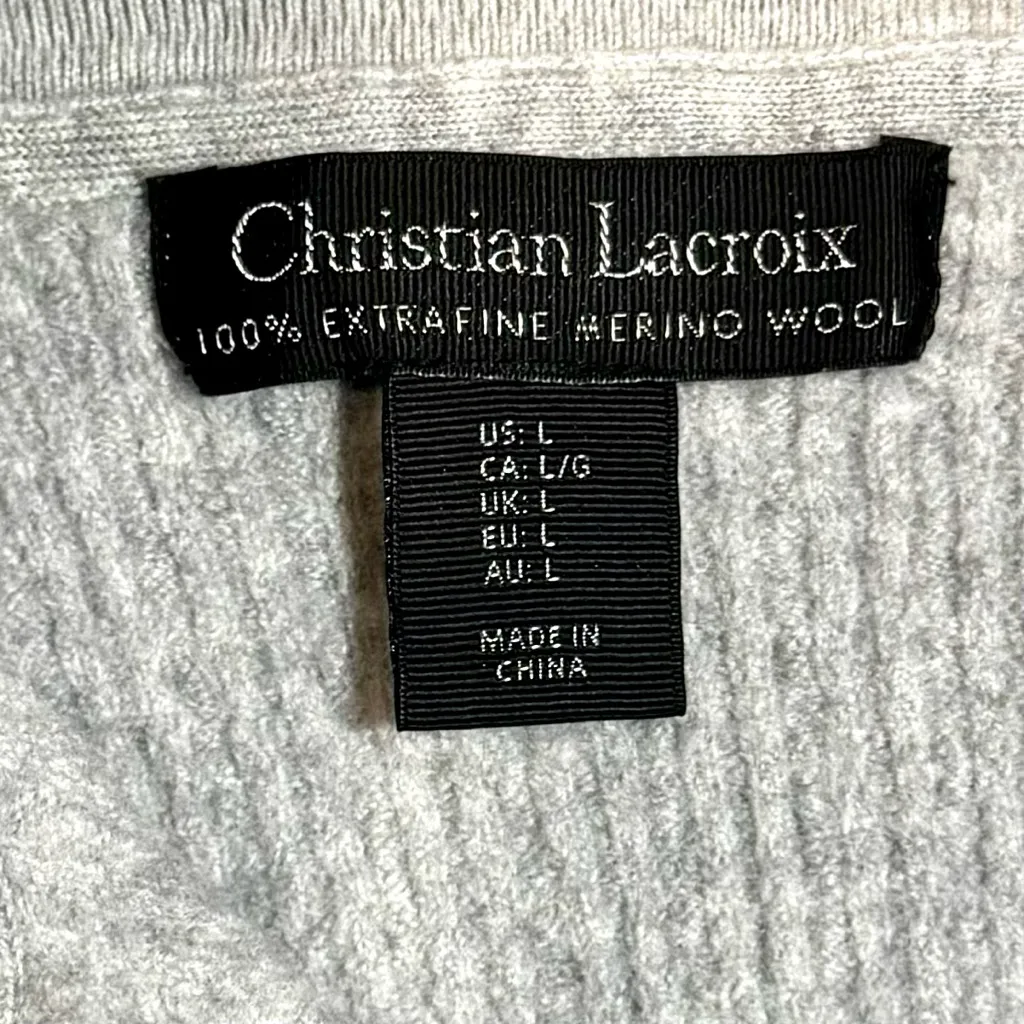 Christian Lacroix
100% EXTRAFINE MERINO WOOL
US: L
CA: L/G
UK: L
EU: L
AU: L
MADE IN
CHINA